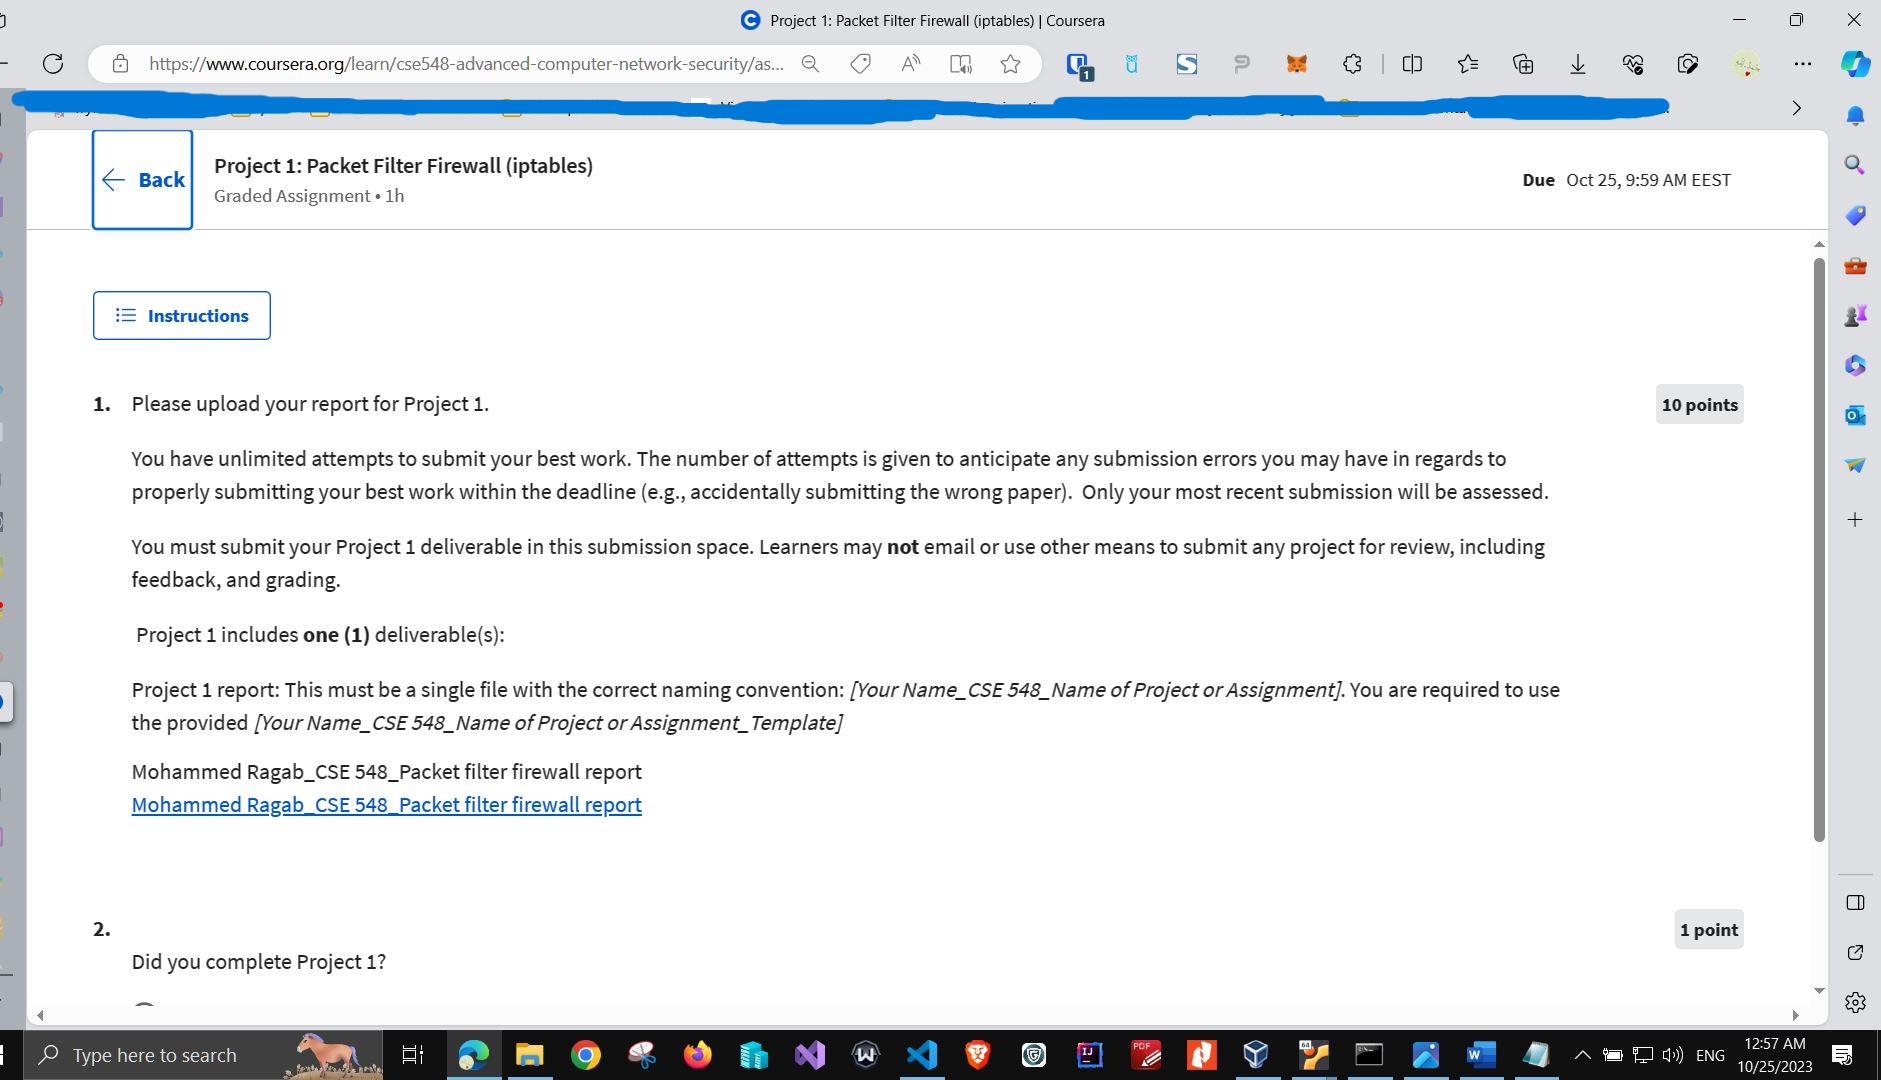 Project 1: Packet Filter Firewall (iptables) | Coursera
https://www.coursera.org/learn/cse548-advanced-computer-network-security/as...
1
Back
Project 1: Packet Filter Firewall (iptables)
Graded Assignment • 1h
Due Oct 25, 9:59 AM EEST
Instructions
1. Please upload your report for Project 1.
10 points
You have unlimited attempts to submit your best work. The number of attempts is given to anticipate any submission errors you may have in regards to
properly submitting your best work within the deadline (e.g., accidentally submitting the wrong paper).  Only your most recent submission will be assessed.
You must submit your Project 1 deliverable in this submission space. Learners may not email or use other means to submit any project for review, including
feedback, and grading.
Project 1 includes one (1) deliverable(s):
Project 1 report: This must be a single file with the correct naming convention: [Your Name_CSE 548_Name of Project or Assignment]. You are required to use
the provided [Your Name_CSE 548_Name of Project or Assignment_Template]
Mohammed Ragab_CSE 548_Packet filter firewall report
Mohammed Ragab_CSE 548_Packet filter firewall report
2.
1 point
Did you complete Project 1?
Type here to search
PDF
64
ENG
12:57 AM
10/25/2023